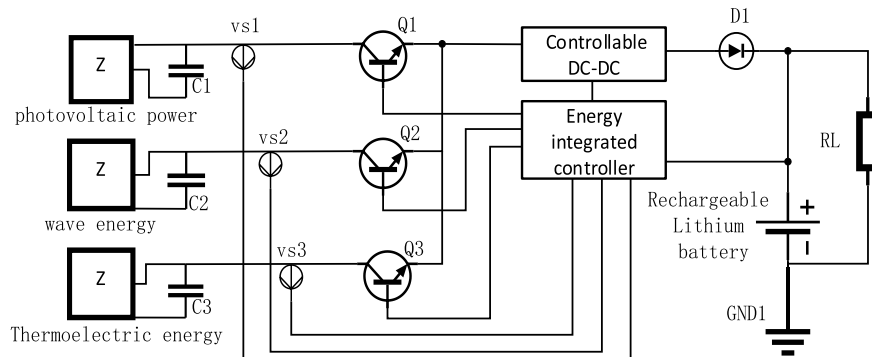 vs1
Q1
D1
Z
C1
Controllable
DC-DC
photovoltaic power
Energy
integrated
controller
vs2
Q2
RL
Z
C2
wave energy
Rechargeable
Lithium
battery
+
vs3
Q3
Z
C3
Thermoelectric energy
GND1